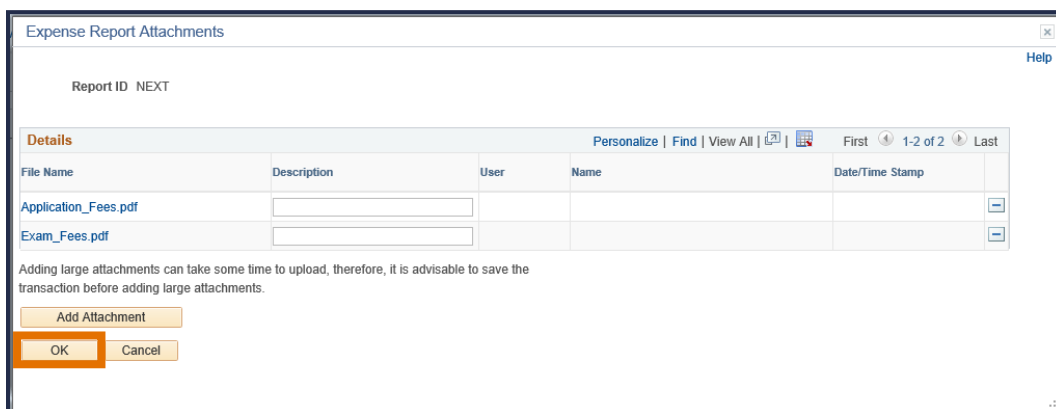 Expense Report Attachments
Help
Report ID NEXT
Details Personalize | Find | View All | | First 1-2 of 2 Last
File Name Description User Name Date/Time Stamp
Application_Fees.pdf
Exam_Fees.pdf
Adding large attachments can take some time to upload, therefore, it is advisable to save the
transaction before adding large attachments.
Add Attachment
OK Cancel